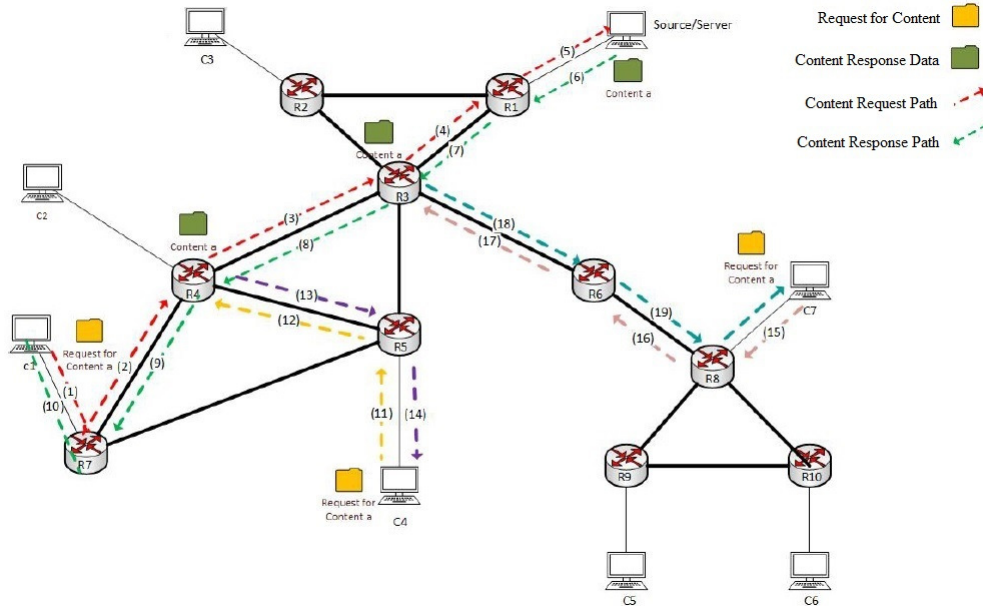 Source/Server
Request for Content
Content Response Data
Content Request Path
Content Response Path
C3
(5)
(6)
Content a
R2
R1
(4)
(7)
Content a
R3
C2
(3)
(8)
Content a
R4
(18)
(17)
Request for
Content a
R6
C7
(13)
(12)
(19)
(16)
(15)
R5
R8
c1
Request for
Content a
(2)
(9)
(1)
(10)
R7
(11)
(14)
Request for
Content a
C4
R9
R10
C5
C6